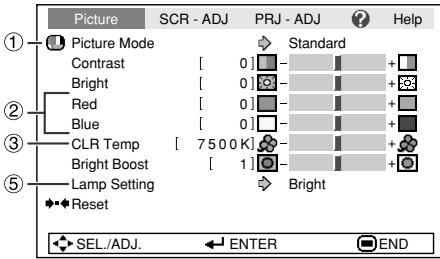 Picture SCR - ADJ PRJ - ADJ ? Help
① Picture Mode Standard
Contrast [ 0] - +
Bright [ 0] - +
② Red [ 0] - +
Blue [ 0] - +
③ CLR Temp [ 7500K] - +
Bright Boost [ 1] - +
⑤ Lamp Setting Bright
Reset
SEL./ADJ. ENTER END